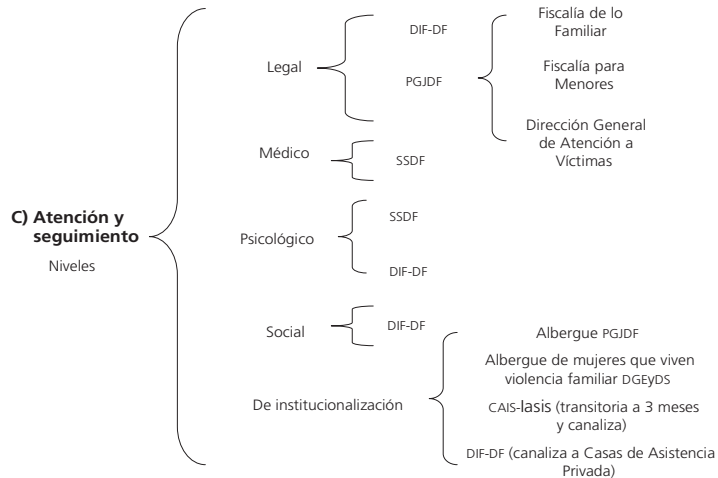 C) Atención y
seguimiento
Niveles
Legal
DIF-DF
PGJDF
Fiscalía de lo
Familiar
Fiscalía para
Menores
Dirección General
de Atención a
Víctimas
Médico
SSDF
Psicológico
SSDF
DIF-DF
Social
DIF-DF
De institucionalización
Albergue PGJDF
Albergue de mujeres que viven
violencia familiar DGEyDS
CAIS-Iasis (transitoria a 3 meses
y canaliza)
DIF-DF (canaliza a Casas de Asistencia
Privada)